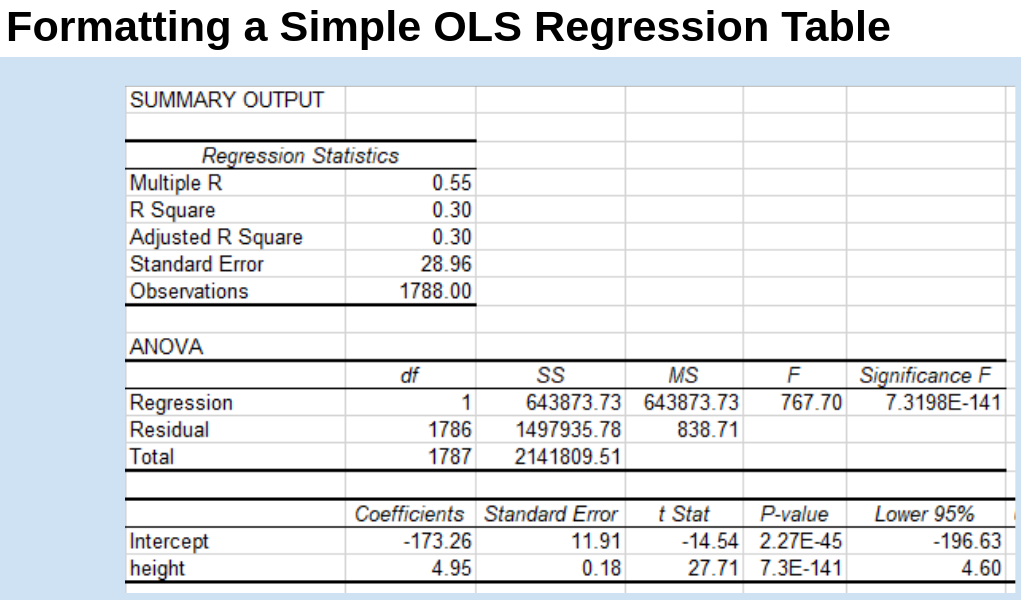 Formatting a Simple OLS Regression Table
SUMMARY OUTPUT
Regression Statistics
Multiple R 0.55
R Square 0.30
Adjusted R Square 0.30
Standard Error 28.96
Observations 1788.00
ANOVA
df SS MS F Significance F
Regression 1 643873.73 643873.73 767.70 7.3198E-141
Residual 1786 1497935.78 838.71
Total 1787 2141809.51
Coefficients Standard Error t Stat P-value Lower 95%
Intercept -173.26 11.91 -14.54 2.27E-45 -196.63
height 4.95 0.18 27.71 7.3E-141 4.60